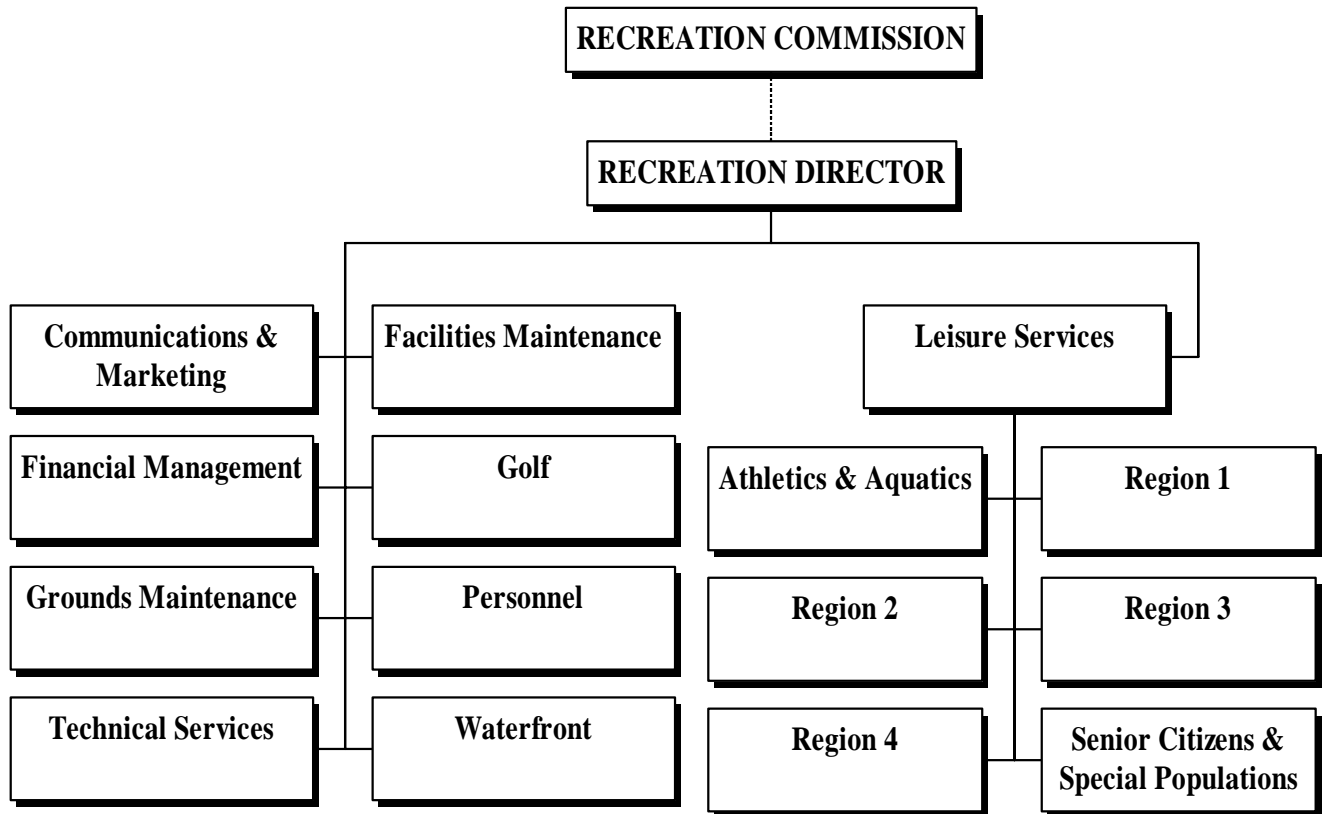 RECREATION COMMISSION
RECREATION DIRECTOR
Communications &
Marketing
Facilities Maintenance
Leisure Services
Financial Management
Golf
Athletics & Aquatics
Region 1
Grounds Maintenance
Personnel
Region 2
Region 3
Technical Services
Waterfront
Region 4
Senior Citizens &
Special Populations